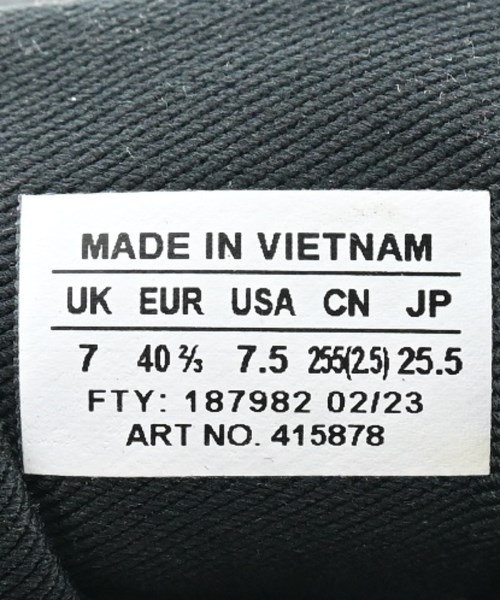 MADE IN VIETNAM
UK EUR USA CN JP
7 40 ⅔ 7.5 255(2.5) 25.5
FTY: 187982 02/23
ART NO. 415878